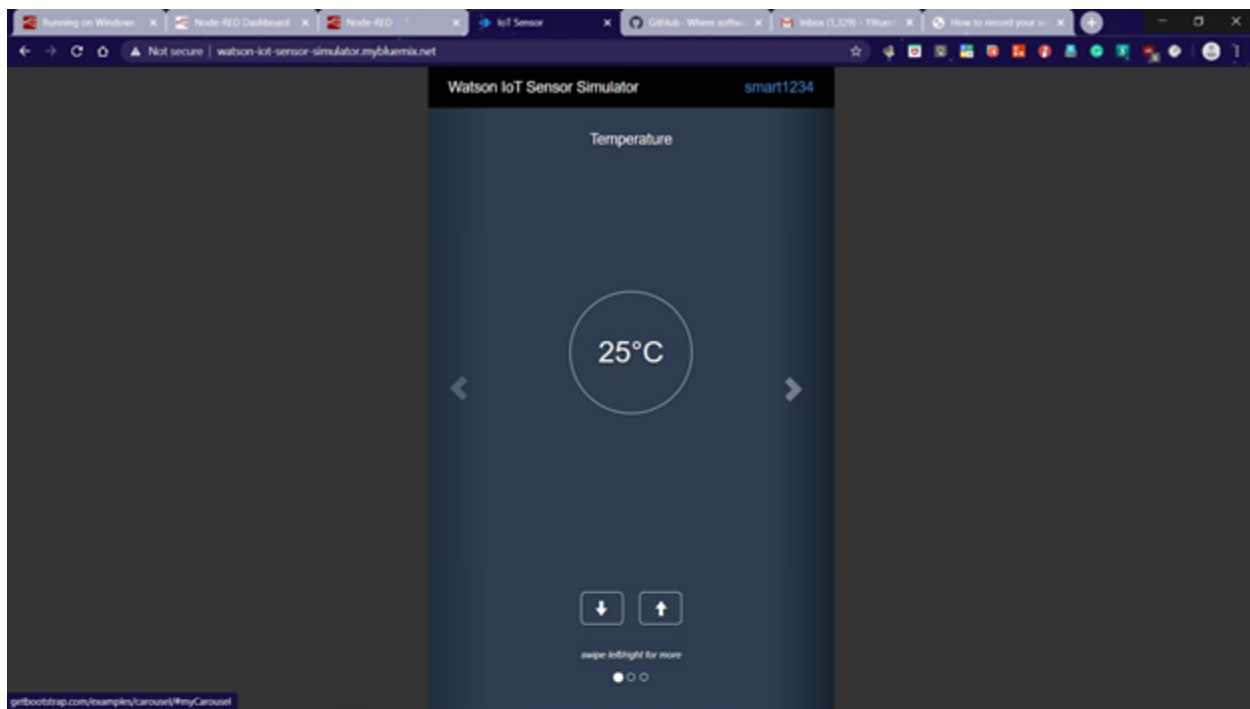 Running on Windows
Node-RED Dashboard
Node-RED
IoT Sensor
GitHub: Where softw
Inbox (1,329) -
How to record your
Not secure | watson-iot-sensor-simulator.mybluemix.net
Watson IoT Sensor Simulator
smart1234
Temperature
25°C
swipe left/right for more
getbootstrap.com/examples/carousel/#myCarousel